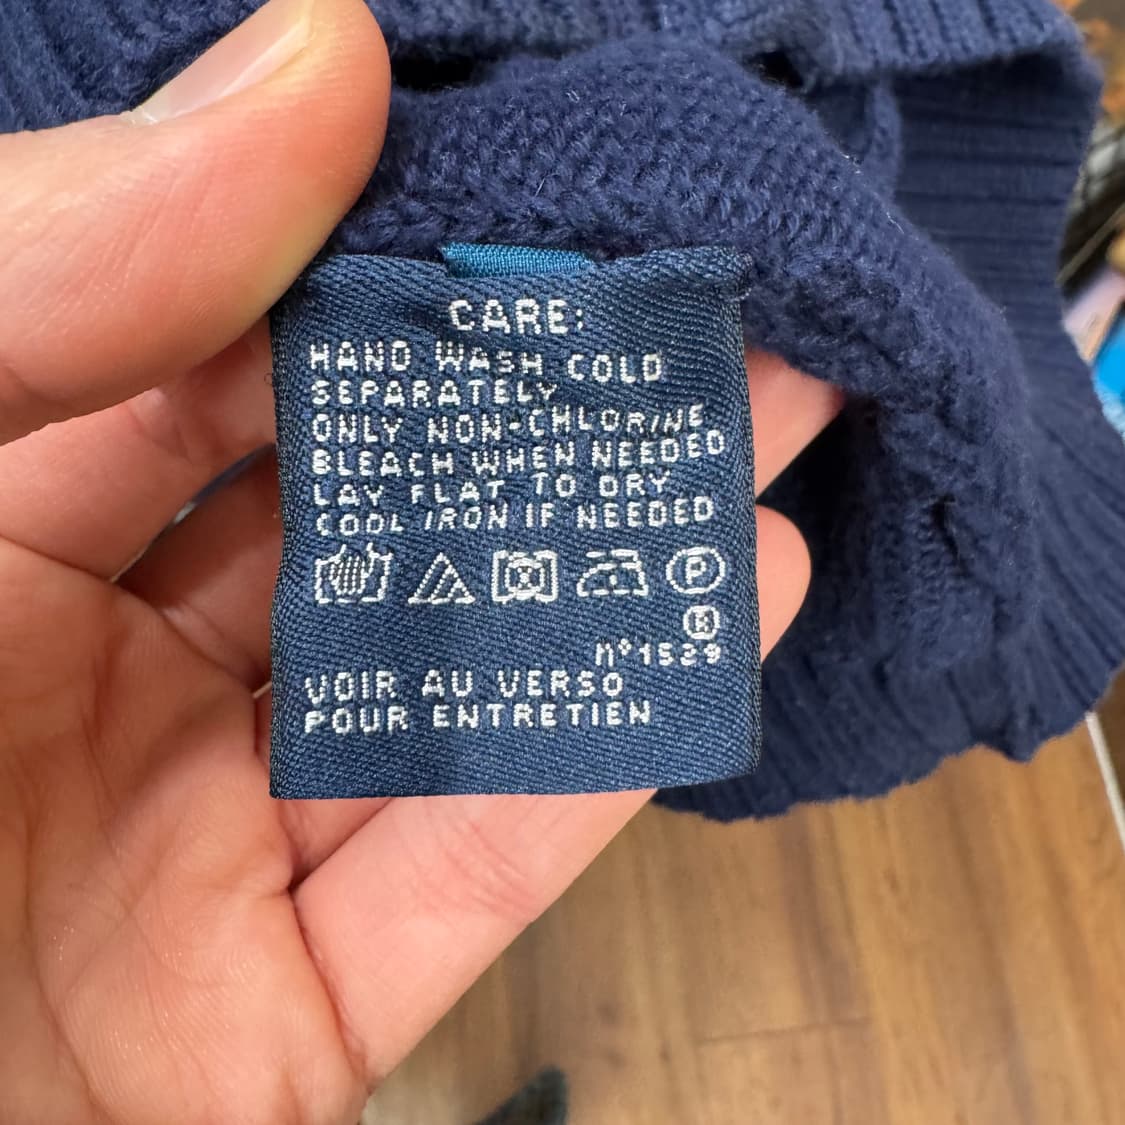 CARE:
HAND WASH COLD
SEPARATELY
ONLY NON-CHLORINE
BLEACH WHEN NEEDED
LAY FLAT TO DRY
COOL IRON IF NEEDED
P
R
n°1529
VOIR AU VERSO
POUR ENTRETIEN